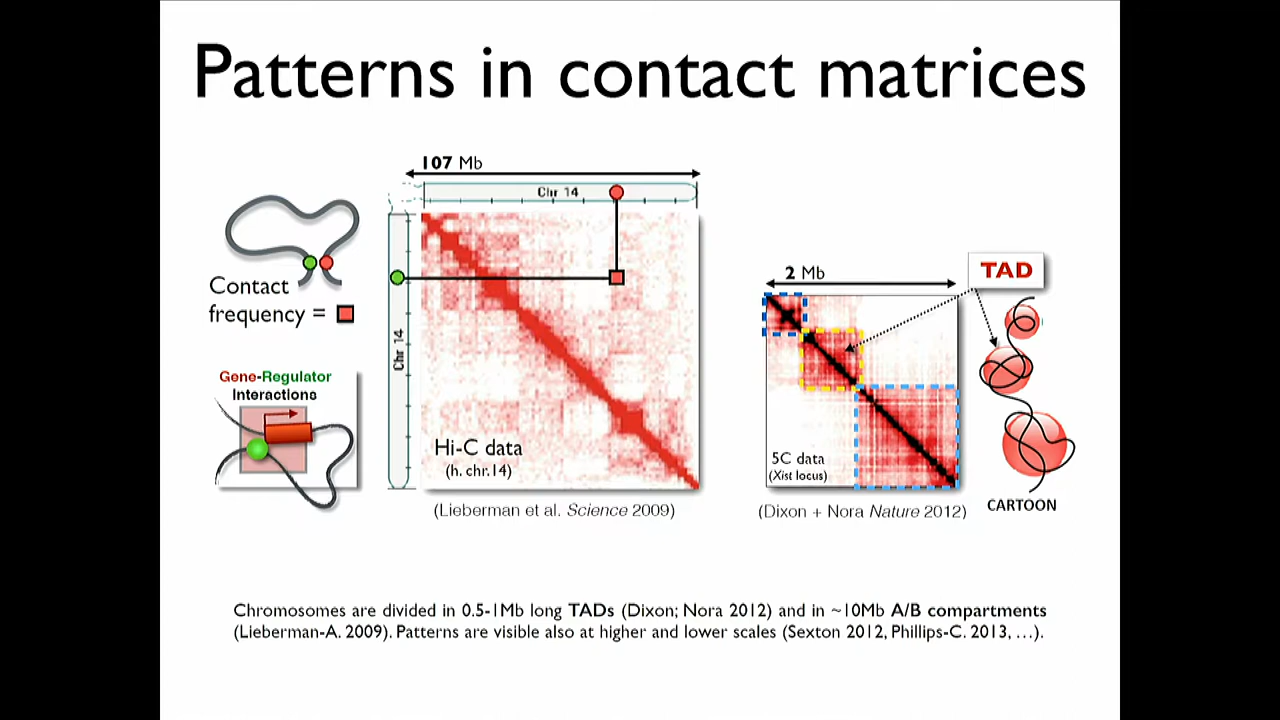 Patterns in contact matrices
107 Mb
Chr 14
Contact
frequency =
Chr 14
Gene-Regulator
Interactions
Hi-C data
(h. chr.14)
(Lieberman et al. Science 2009)
2 Mb
TAD
5C data
(Xist locus)
(Dixon + Nora Nature 2012)
CARTOON
Chromosomes are divided in 0.5-1Mb long TADs (Dixon; Nora 2012) and in ~10Mb A/B compartments
(Lieberman-A. 2009). Patterns are visible also at higher and lower scales (Sexton 2012, Phillips-C. 2013, …).